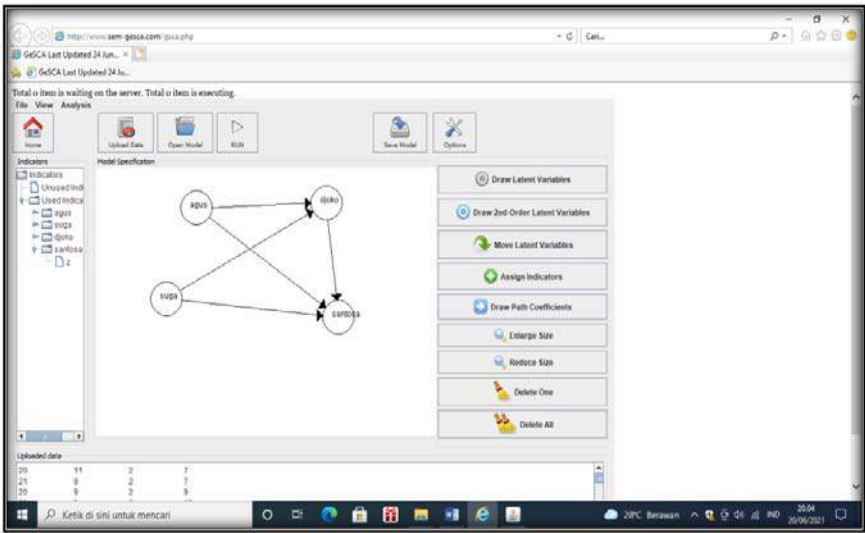 http://www.sem-gesca.com/gsca.php
Cari...
GeSCA Last Updated 24 Jun...
GeSCA Last Updated 24 Ju...
Total 0 item is waiting on the server. Total 0 item is executing.
File View Analysis
Home Upload Data Open Model RUN Save Model Options
Indicators Model Specification
Indicators
Unused Indi
Used Indica
agus
suga
djoko
santosa
z
agus
djoko
suga
santosa
Draw Latent Variables
Draw 2nd Order Latent Variables
Move Latent Variables
Assign Indicators
Draw Path Coefficients
Enlarge Size
Reduce Size
Delete One
Delete All
Uploaded data
20 11 2 7
21 9 2 7
20 9 2 9
Ketik di sini untuk mencari
28°C Berawan
IND
20.04
20/06/2021